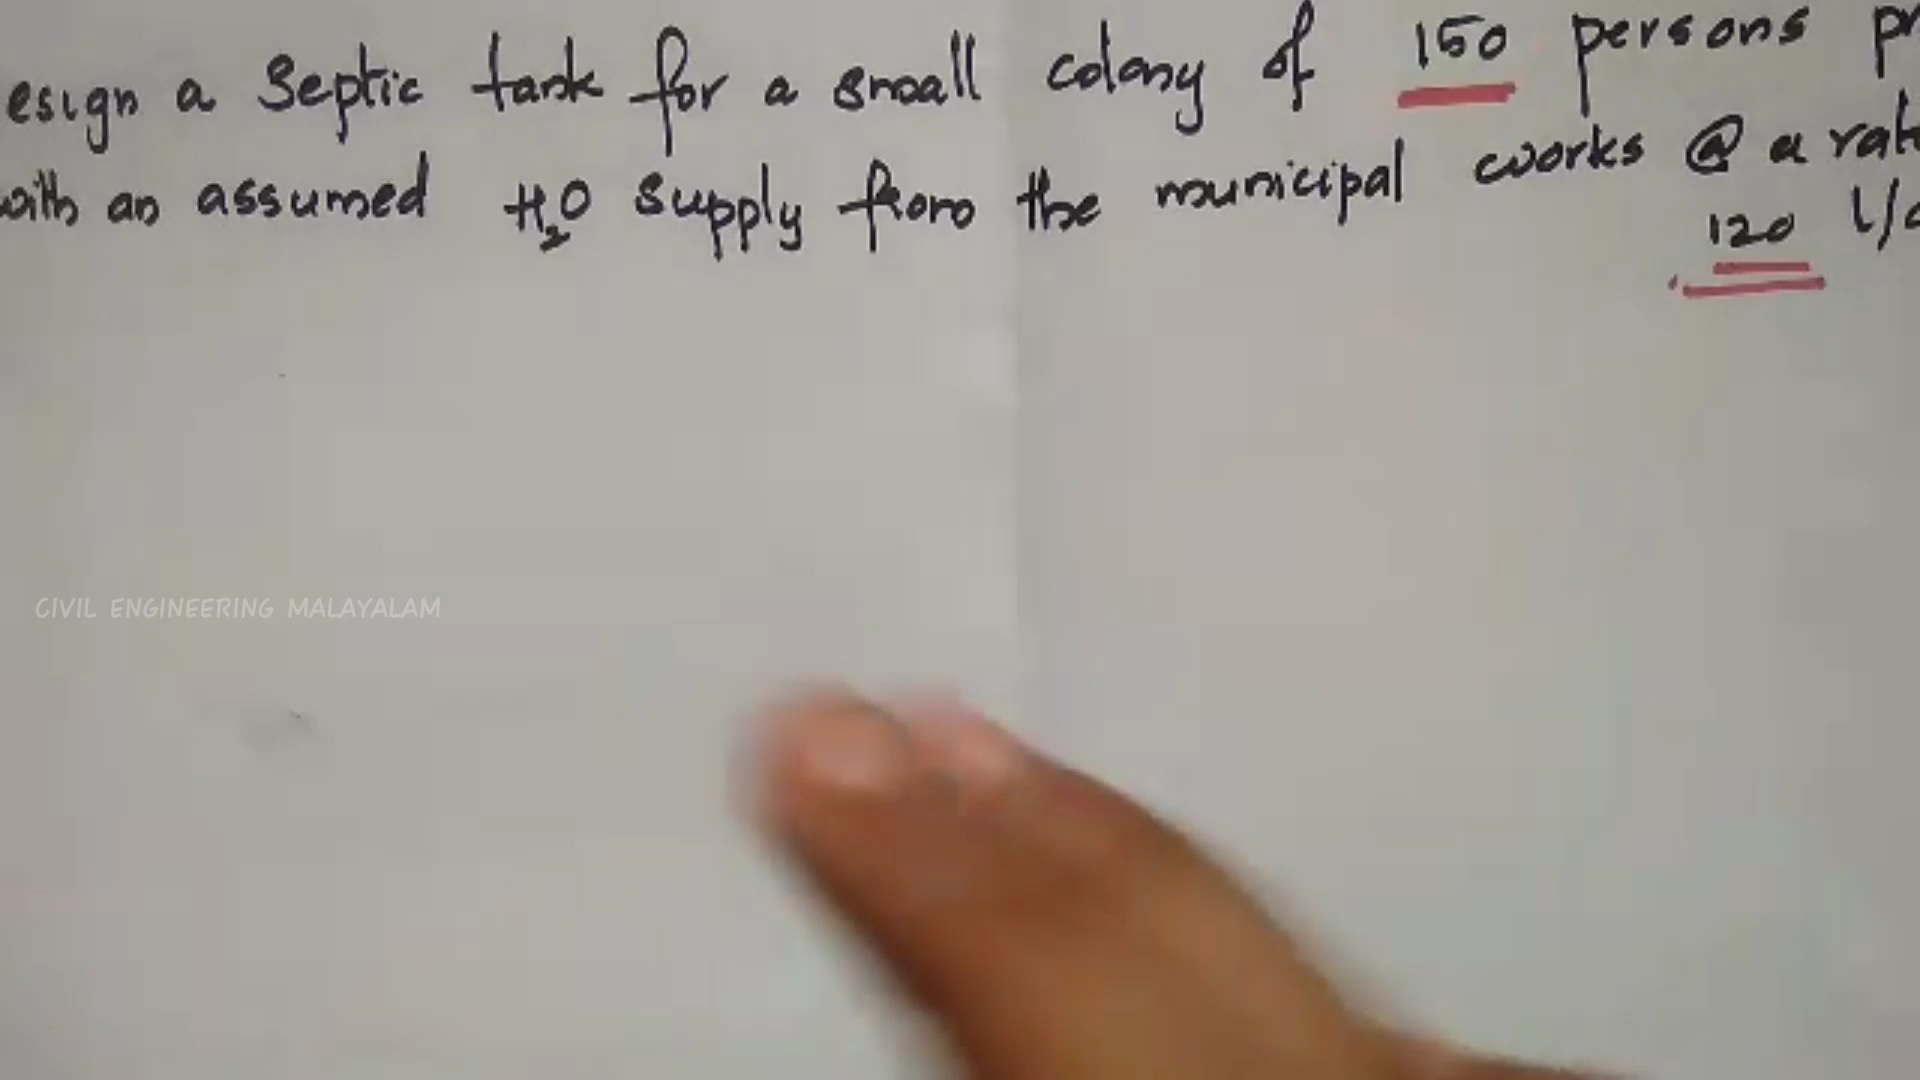 esign a Septic tank for a small colony of 150 persons pr
with an assumed H₂O supply from the municipal works @ a rate
120 l/c
CIVIL ENGINEERING MALAYALAM